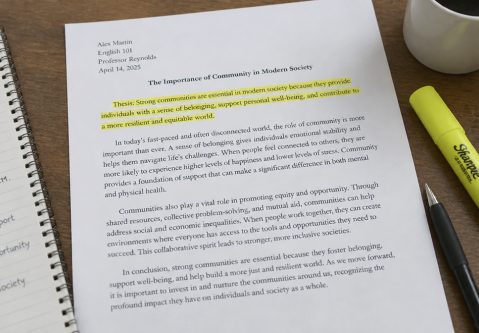 Alex Martin
English 101
Professor Reynolds
April 14, 2025
The Importance of Community in Modern Society
Thesis: Strong communities are essential in modern society because they provide
individuals with a sense of belonging, support personal well-being, and contribute to
a more resilient and equitable world.
In today's fast-paced and often disconnected world, the role of community is more
important than ever. A sense of belonging gives individuals emotional stability and
helps them navigate life's challenges. When people feel connected to others, they are
more likely to experience higher levels of happiness and lower levels of stress. Community
provides a foundation of support that can make a significant difference in both mental
and physical health.
Communities also play a vital role in promoting equity and opportunity. Through
shared resources, collective problem-solving, and mutual aid, communities can help
address social and economic inequalities. When people work together, they can create
environments where everyone has access to the tools and opportunities they need to
succeed. This collaborative spirit leads to stronger, more inclusive societies.
In conclusion, strong communities are essential because they foster belonging,
support well-being, and help build a more just and resilient world. As we move forward,
it is important to invest in and nurture the communities around us, recognizing the
profound impact they have on individuals and society as a whole.
Sharpie
society